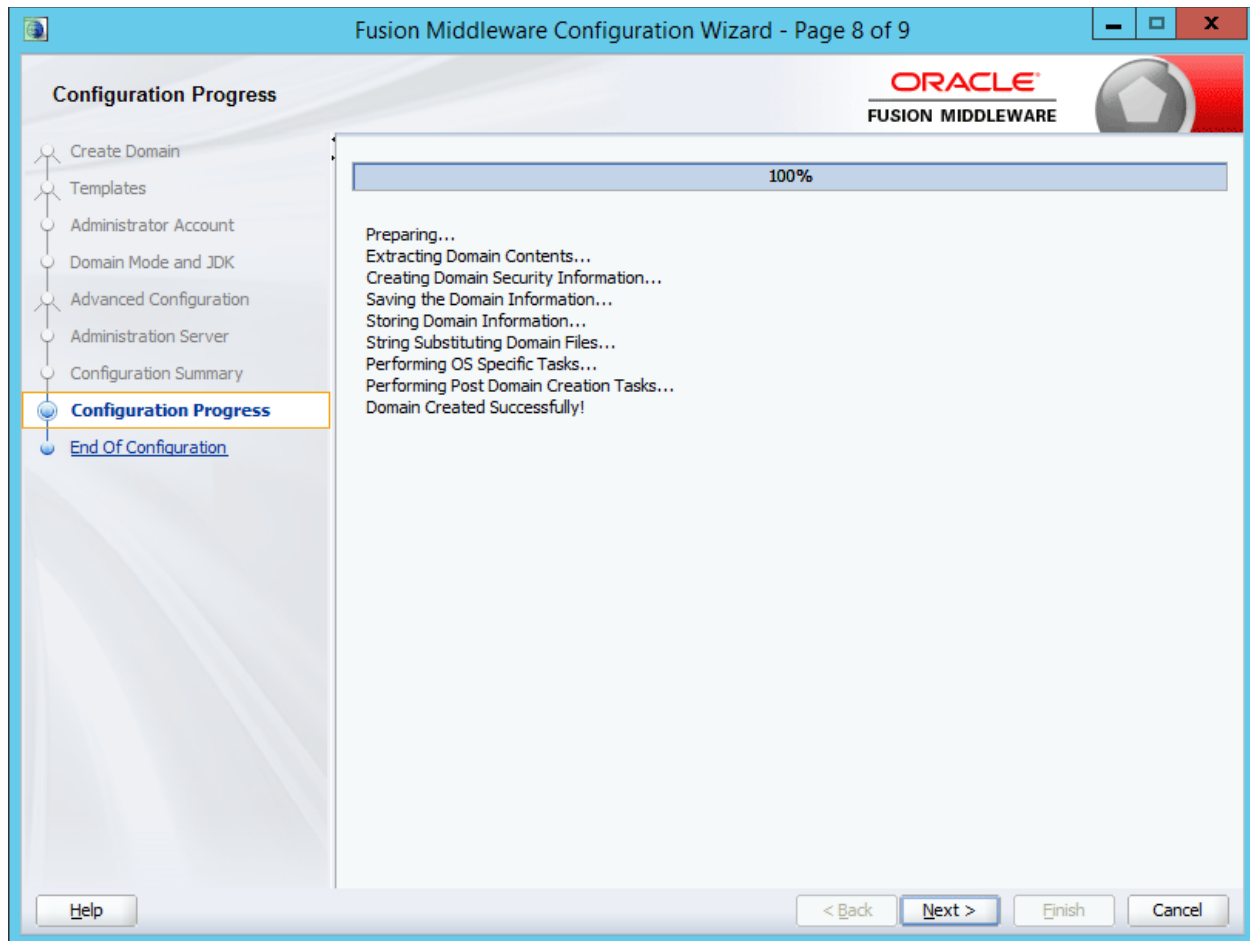 Fusion Middleware Configuration Wizard - Page 8 of 9
Configuration Progress
ORACLE
FUSION MIDDLEWARE
Create Domain
Templates
Administrator Account
Domain Mode and JDK
Advanced Configuration
Administration Server
Configuration Summary
Configuration Progress
End Of Configuration
100%
Preparing...
Extracting Domain Contents...
Creating Domain Security Information...
Saving the Domain Information...
Storing Domain Information...
String Substituting Domain Files...
Performing OS Specific Tasks...
Performing Post Domain Creation Tasks...
Domain Created Successfully!
Help < Back Next > Finish Cancel